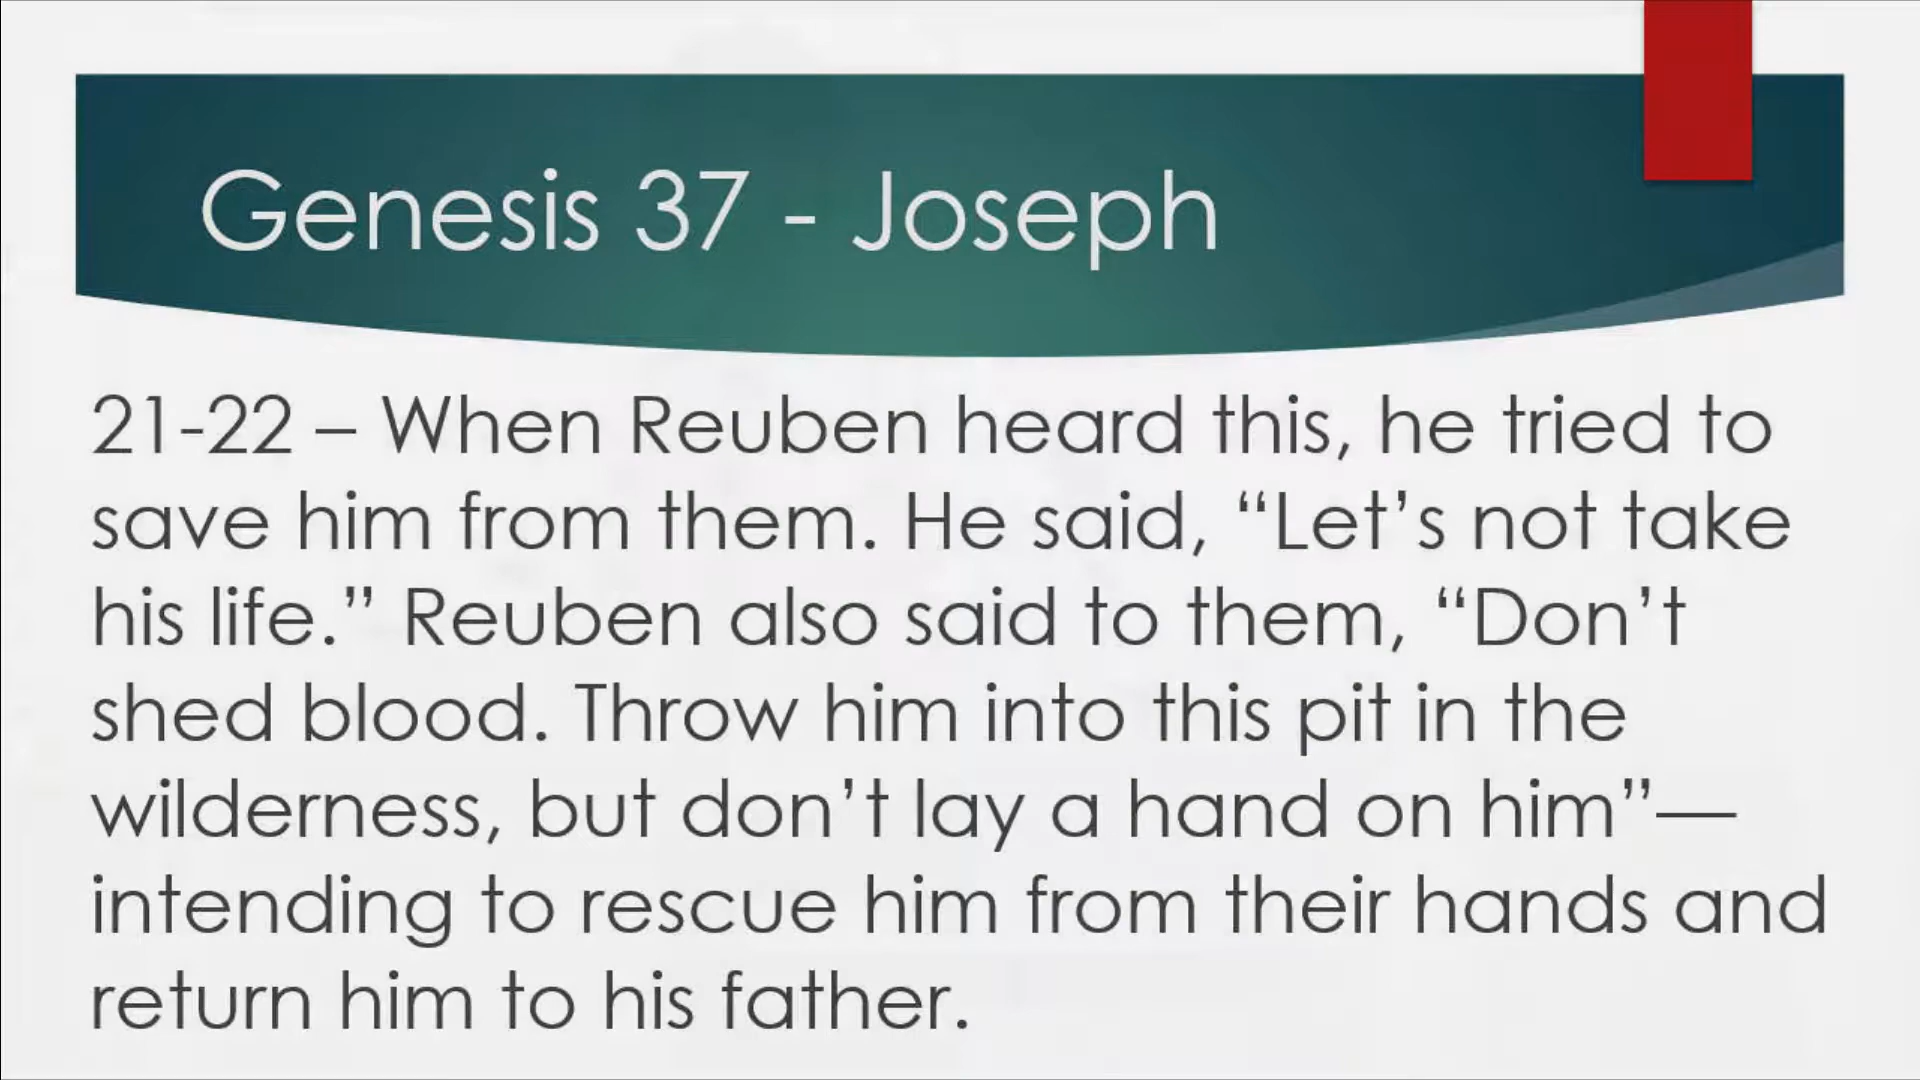 Genesis 37 - Joseph
21-22 – When Reuben heard this, he tried to
save him from them. He said, “Let’s not take
his life.” Reuben also said to them, “Don’t
shed blood. Throw him into this pit in the
wilderness, but don’t lay a hand on him”—
intending to rescue him from their hands and
return him to his father.